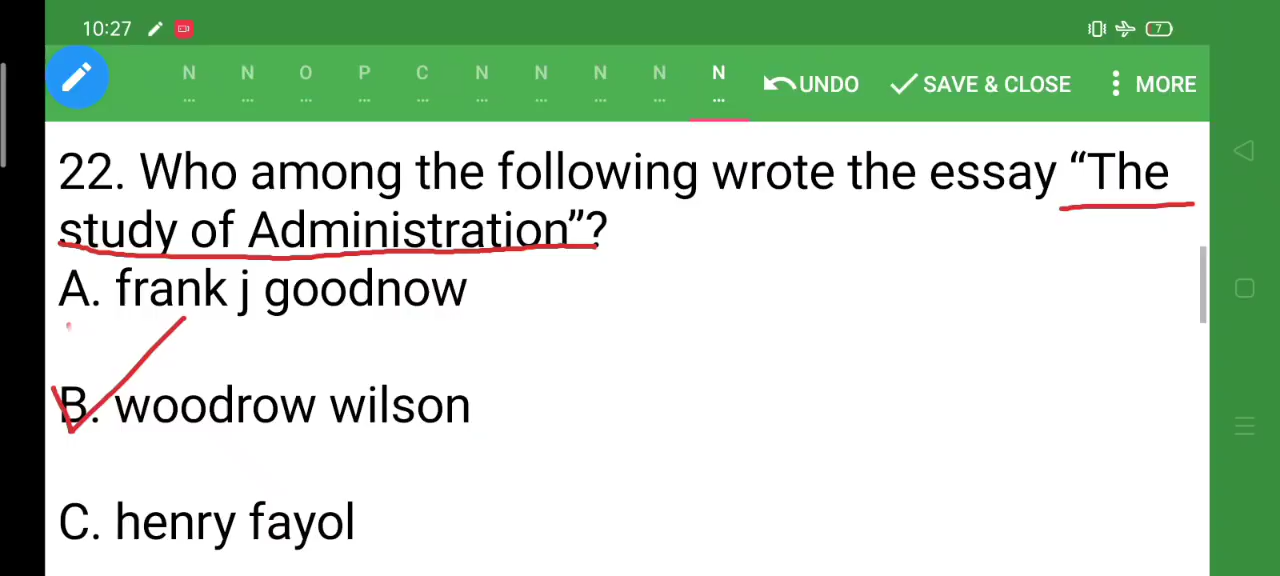 10:27 7
N N O P C N N N N N UNDO SAVE & CLOSE MORE
... ... ... ... ... ... ... ... ... ...
22. Who among the following wrote the essay “The
study of Administration”?
A. frank j goodnow
B. woodrow wilson
C. henry fayol